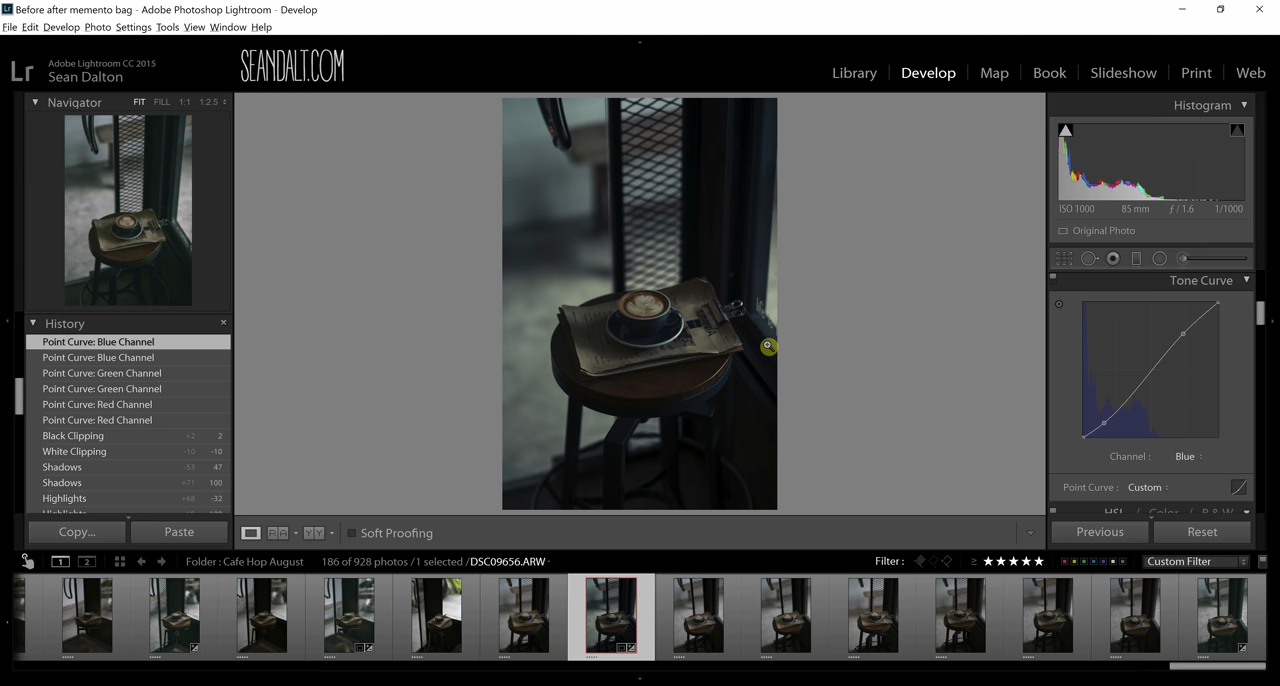 Before after memento bag - Adobe Photoshop Lightroom - Develop
File Edit Develop Photo Settings Tools View Window Help
Lr
Adobe Lightroom CC 2015
Sean Dalton
SEANDALT.COM
Library | Develop | Map | Book | Slideshow | Print | Web
Navigator FIT FILL 1:1 1:2.5
Histogram
ISO 1000 85 mm ƒ / 1.6 1/1000
Original Photo
Tone Curve
Channel : Blue
Point Curve : Custom
HSL / Color / B & W
Previous Reset
History
Point Curve: Blue Channel
Point Curve: Blue Channel
Point Curve: Green Channel
Point Curve: Green Channel
Point Curve: Red Channel
Point Curve: Red Channel
Black Clipping +2 2
White Clipping -10 -10
Shadows -53 47
Shadows +71 100
Highlights +68 -32
Copy... Paste
Soft Proofing
1 2 Folder : Cafe Hop August 186 of 928 photos /1 selected /DSC09656.ARW
Filter : ≥ ★★★★★ Custom Filter